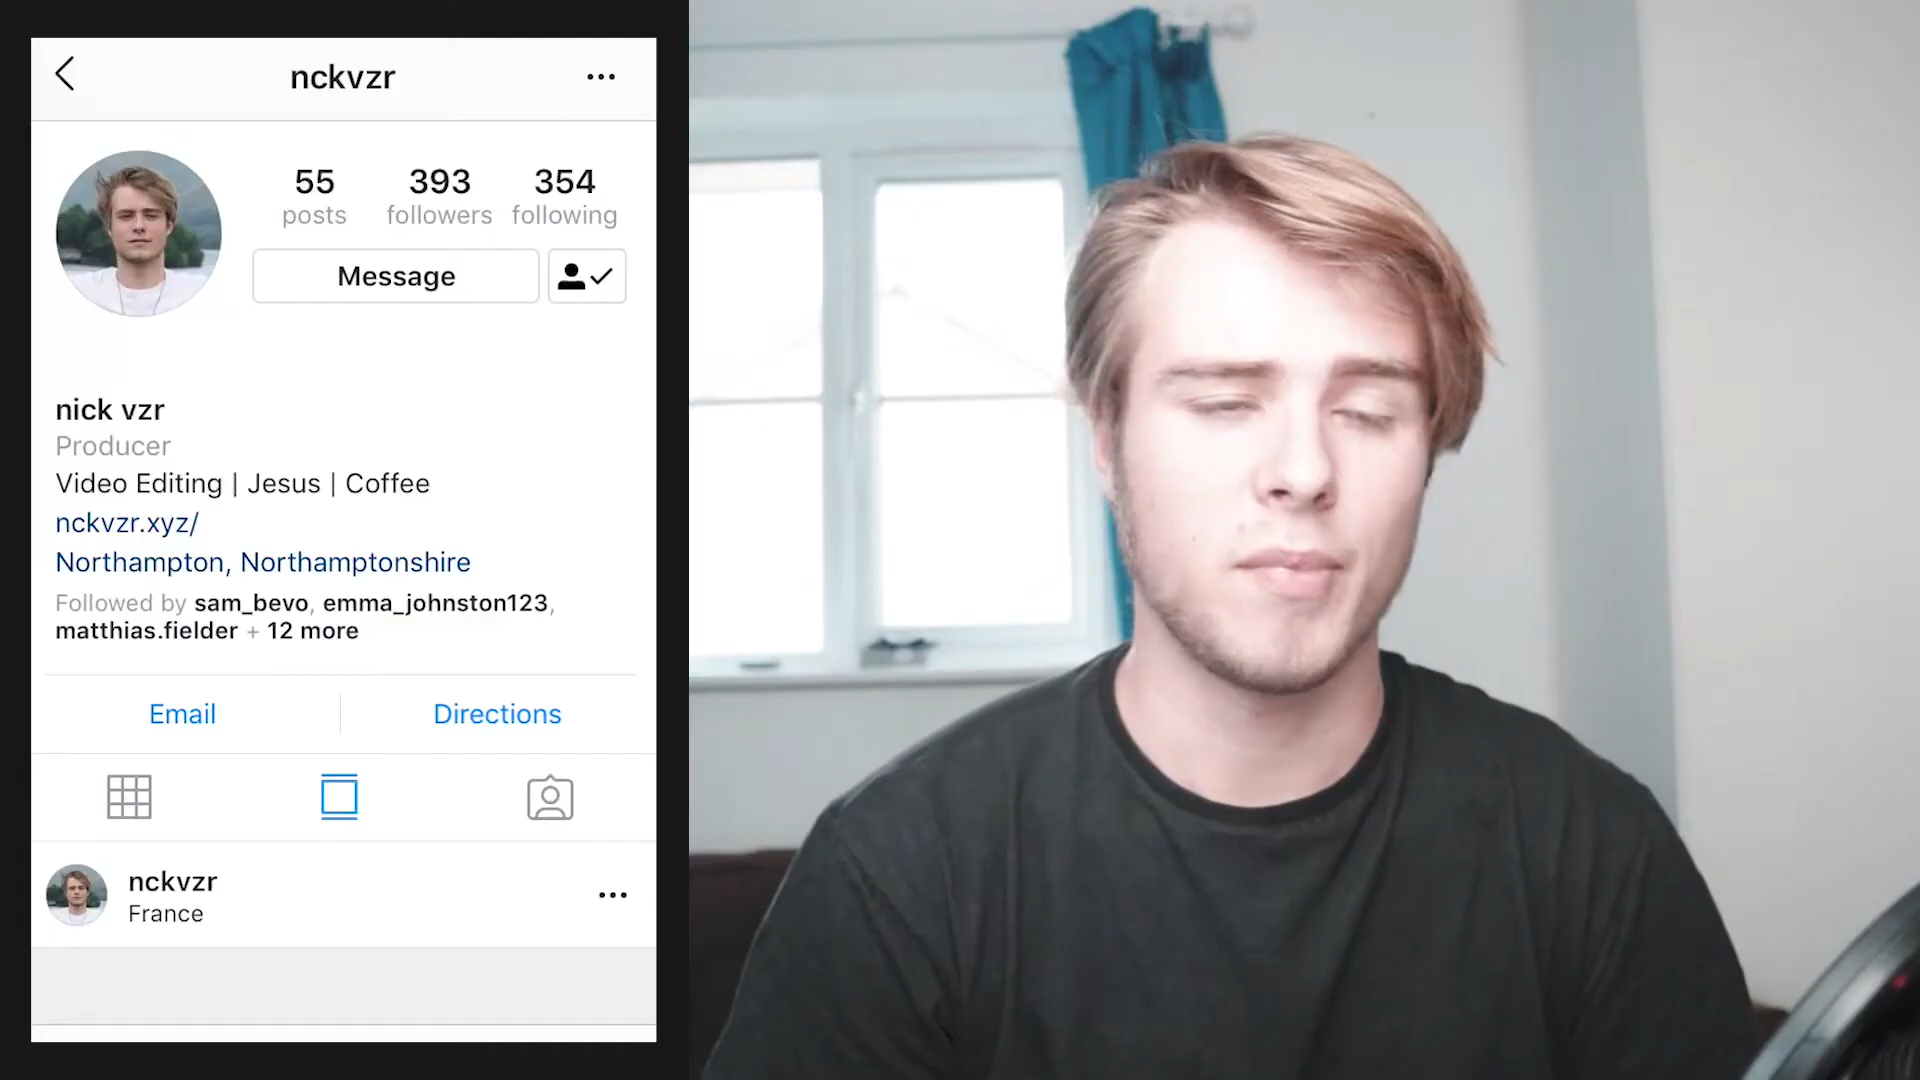 nckvzr
55 393 354
posts followers following
Message
nick vzr
Producer
Video Editing | Jesus | Coffee
nckvzr.xyz/
Northampton, Northamptonshire
Followed by sam_bevo, emma_johnston123,
matthias.fielder + 12 more
Email Directions
nckvzr
France